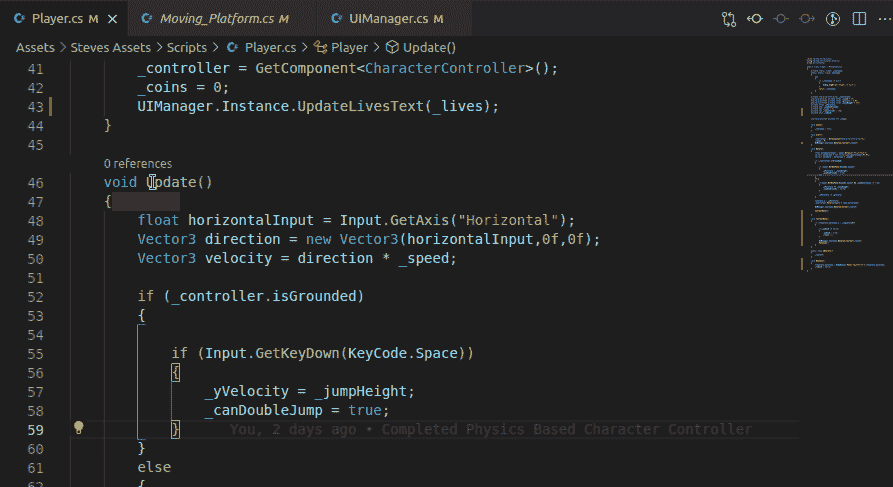 Player.cs M Moving_Platform.cs M UIManager.cs M
Assets > Steves Assets > Scripts > Player.cs > Player > Update()
41 _controller = GetComponent<CharacterController>();
42 _coins = 0;
43 UIManager.Instance.UpdateLivesText(_lives);
44 }
45
0 references
46 void Update()
47 {
48 float horizontalInput = Input.GetAxis("Horizontal");
49 Vector3 direction = new Vector3(horizontalInput,0f,0f);
50 Vector3 velocity = direction * _speed;
51
52 if (_controller.isGrounded)
53 {
54
55 if (Input.GetKeyDown(KeyCode.Space))
56 {
57 _yVelocity = _jumpHeight;
58 _canDoubleJump = true;
59 } You, 2 days ago • Completed Physics Based Character Controller
60 }
61 else
62 {